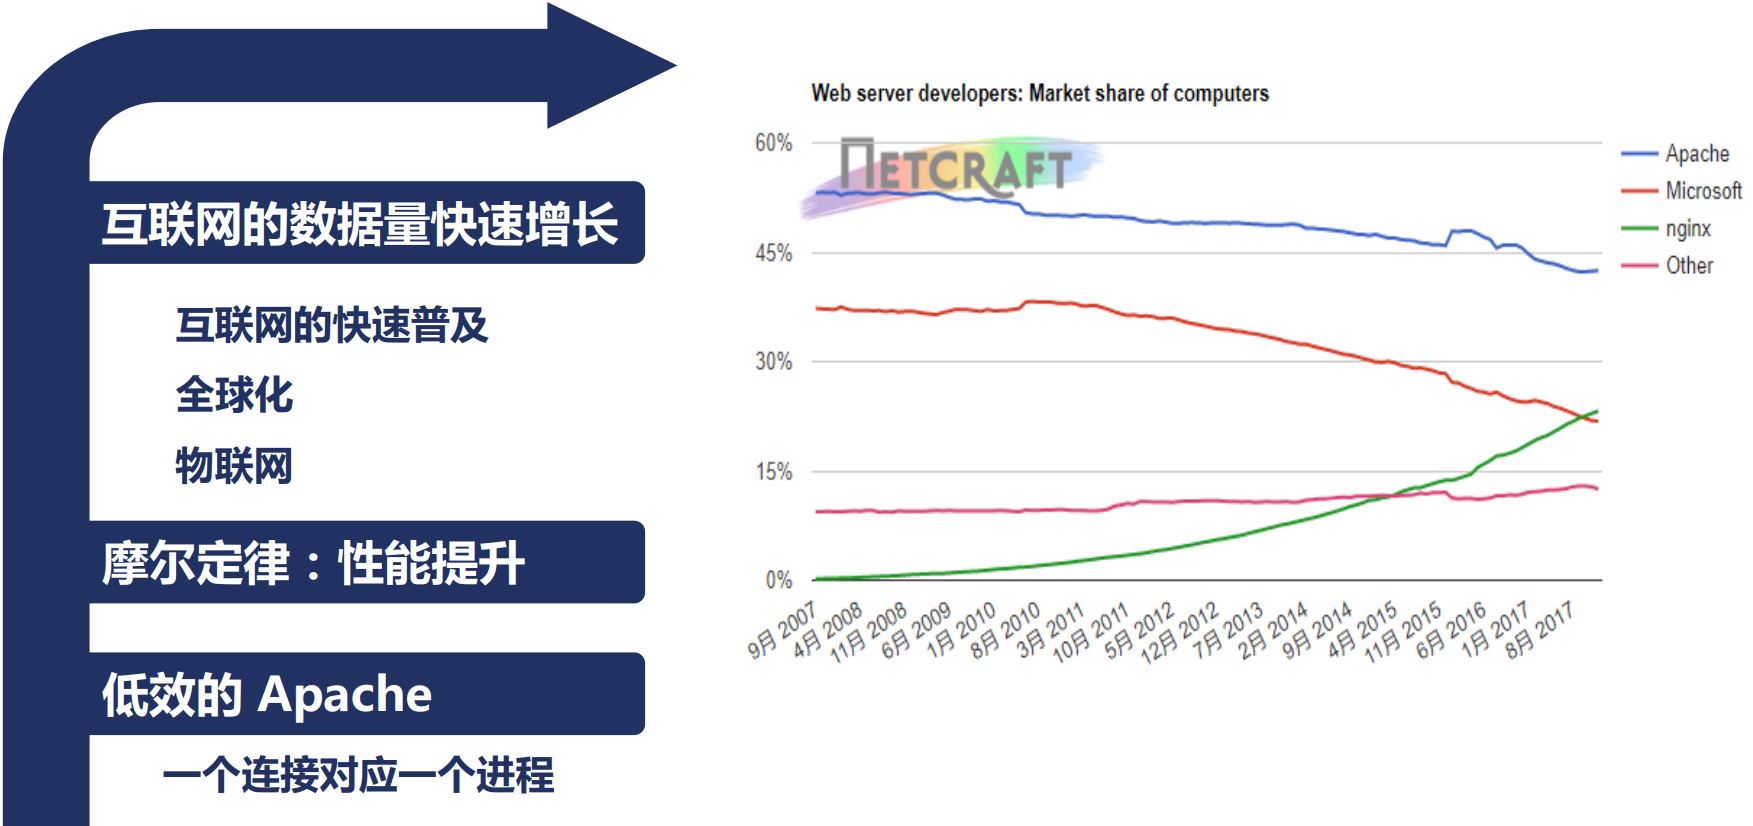 互联网的数据量快速增长
互联网的快速普及
全球化
物联网
摩尔定律：性能提升
低效的 Apache
一个连接对应一个进程
Web server developers: Market share of computers
NETCRAFT
60%
45%
30%
15%
0%
9月 2007
4月 2008
11月 2008
6月 2009
1月 2010
8月 2010
3月 2011
10月 2011
5月 2012
12月 2012
7月 2013
2月 2014
9月 2014
4月 2015
11月 2015
6月 2016
1月 2017
8月 2017
Apache
Microsoft
nginx
Other